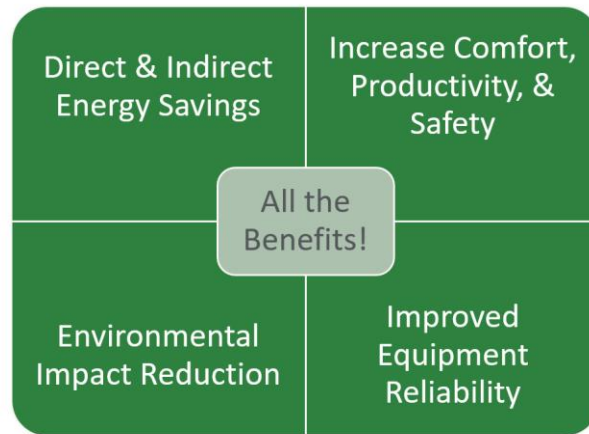 Direct & Indirect
Energy Savings
Increase Comfort,
Productivity, &
Safety
All the
Benefits!
Environmental
Impact Reduction
Improved
Equipment
Reliability